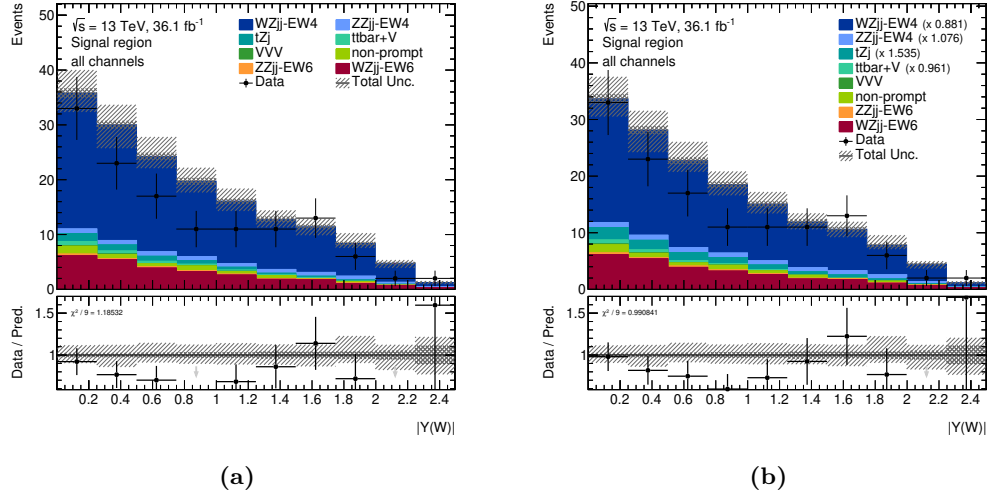 Events
50
40
30
20
10
0
√s = 13 TeV, 36.1 fb⁻¹
Signal region
all channels
WZjj-EW4
tZj
VVV
ZZjj-EW6
Data
ZZjj-EW4
ttbar+V
non-prompt
WZjj-EW6
Total Unc.
Data / Pred.
1.5
1
χ² / 9 = 1.18532
0.2 0.4 0.6 0.8 1 1.2 1.4 1.6 1.8 2 2.2 2.4
|Y(W)|
(a)
Events
50
40
30
20
10
0
√s = 13 TeV, 36.1 fb⁻¹
Signal region
all channels
WZjj-EW4 (x 0.881)
ZZjj-EW4 (x 1.076)
tZj (x 1.535)
ttbar+V (x 0.961)
VVV
non-prompt
ZZjj-EW6
WZjj-EW6
Data
Total Unc.
Data / Pred.
1.5
1
χ² / 9 = 0.990841
0.2 0.4 0.6 0.8 1 1.2 1.4 1.6 1.8 2 2.2 2.4
|Y(W)|
(b)